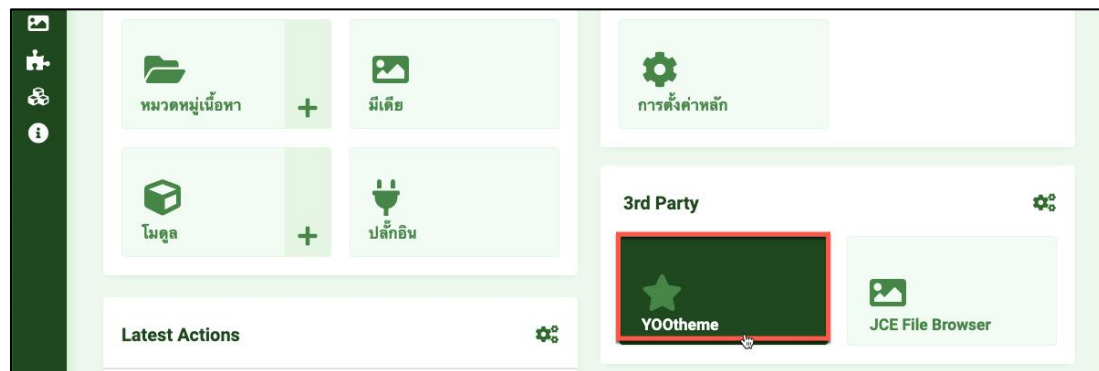 หมวดหมู่เนื้อหา
มีเดีย
การตั้งค่าหลัก
โมดูล
ปลั๊กอิน
3rd Party
YOOtheme
JCE File Browser
Latest Actions